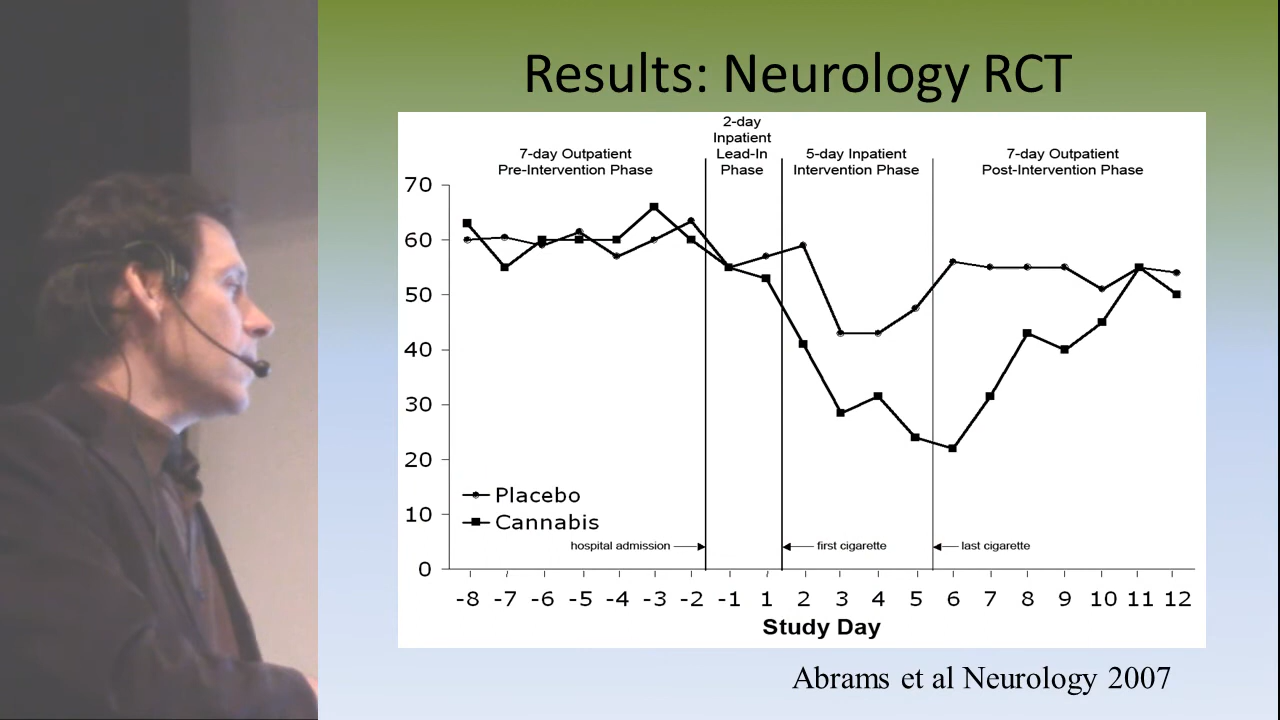 Results: Neurology RCT
7-day Outpatient
Pre-Intervention Phase
2-day
Inpatient
Lead-In
Phase
5-day Inpatient
Intervention Phase
7-day Outpatient
Post-Intervention Phase
70
60
50
40
30
20
10
0
Placebo
Cannabis
hospital admission
first cigarette
last cigarette
-8 -7 -6 -5 -4 -3 -2 -1 1 2 3 4 5 6 7 8 9 10 11 12
Study Day
Abrams et al Neurology 2007